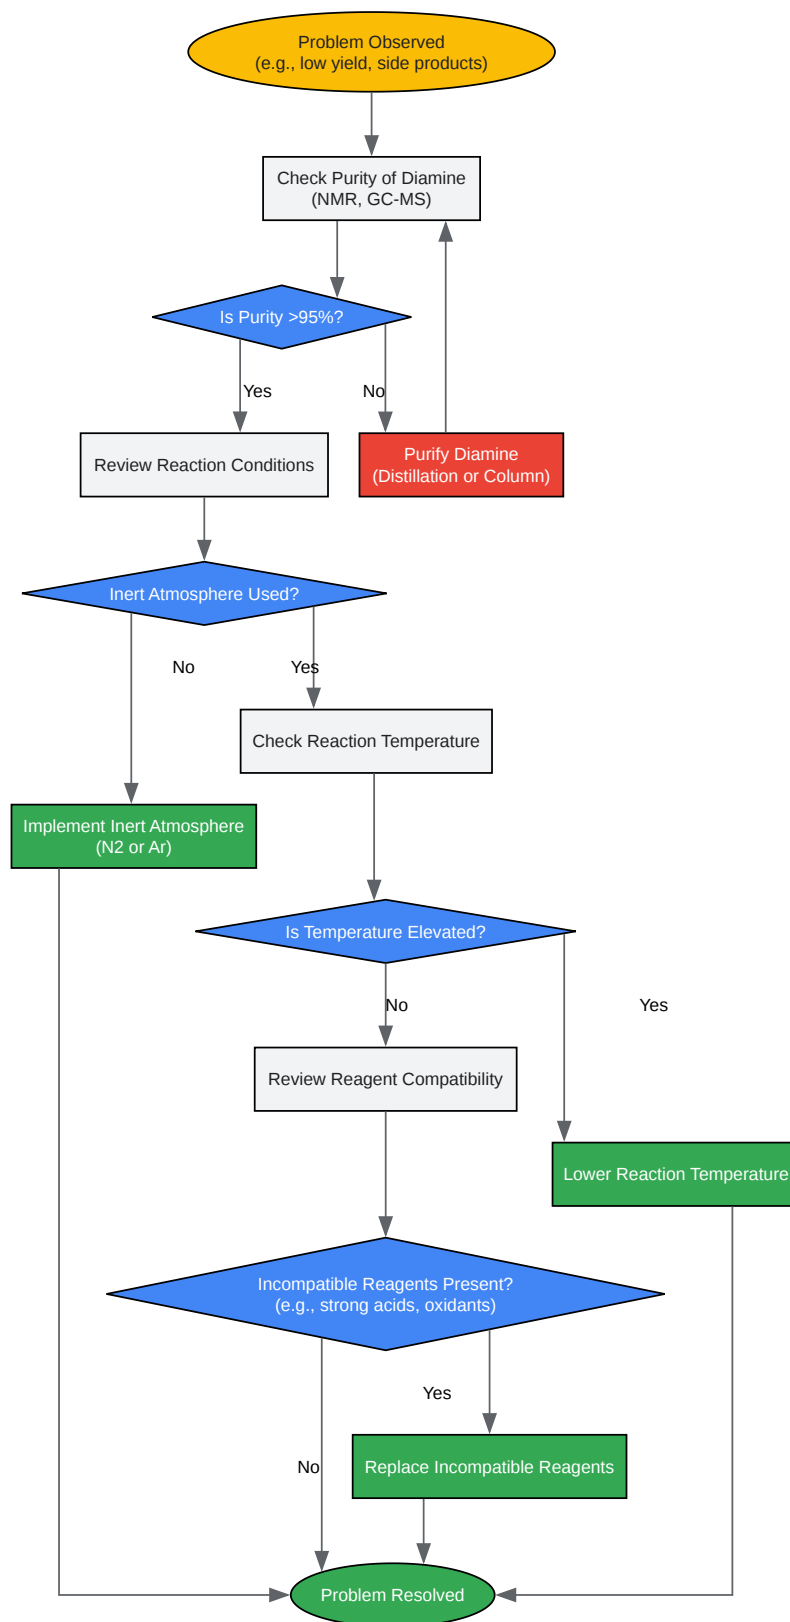 Problem Observed
(e.g., low yield, side products)
Check Purity of Diamine
(NMR, GC-MS)
Is Purity >95%?
Yes
No
Review Reaction Conditions
Purify Diamine
(Distillation or Column)
Inert Atmosphere Used?
No
Yes
Check Reaction Temperature
Implement Inert Atmosphere
(N2 or Ar)
Is Temperature Elevated?
No
Yes
Review Reagent Compatibility
Lower Reaction Temperature
Incompatible Reagents Present?
(e.g., strong acids, oxidants)
Yes
No
Replace Incompatible Reagents
Problem Resolved